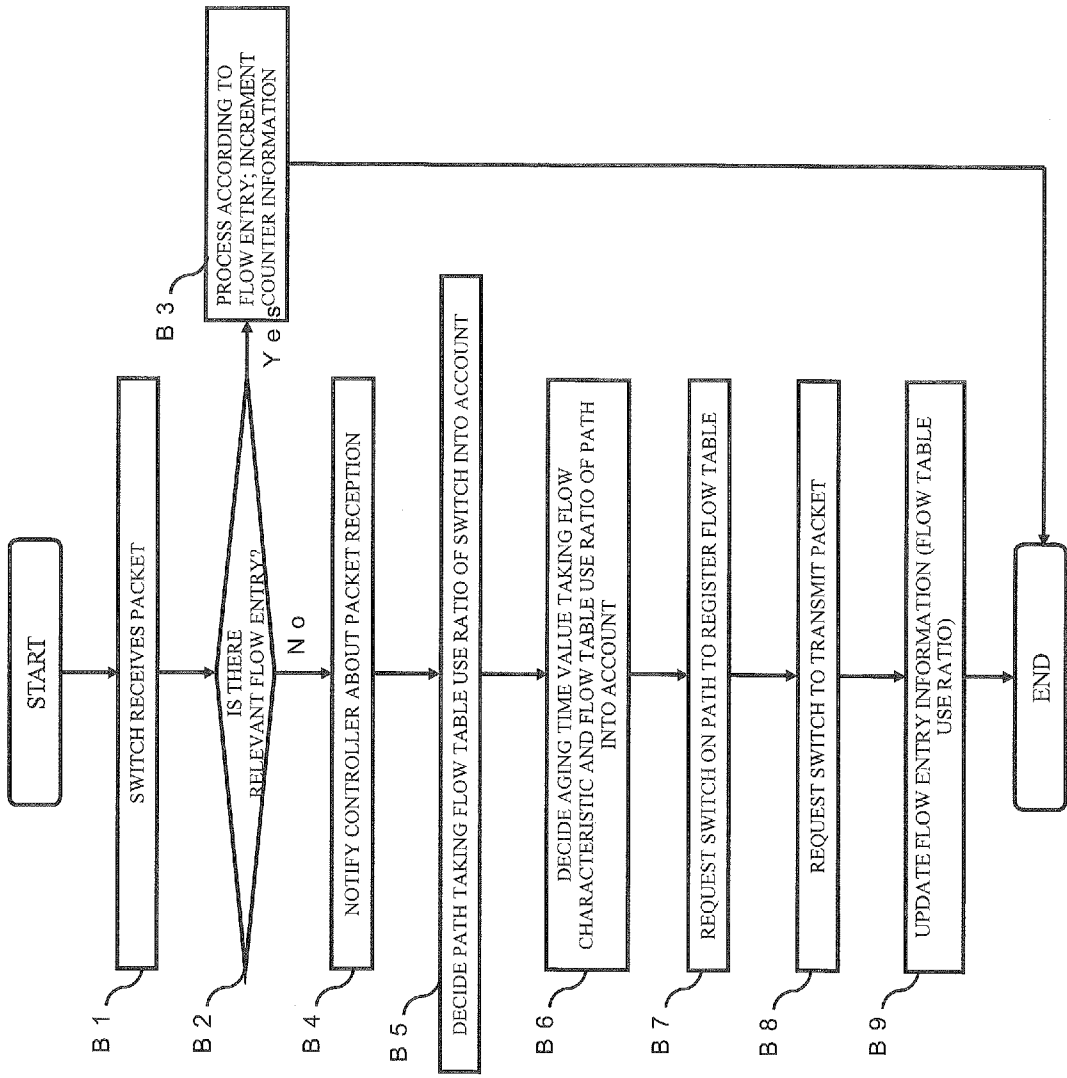 START
B 1
SWITCH RECEIVES PACKET
B 2
IS THERE
RELEVANT FLOW ENTRY?
Yes
B 3
PROCESS ACCORDING TO
FLOW ENTRY; INCREMENT
COUNTER INFORMATION
No
B 4
NOTIFY CONTROLLER ABOUT PACKET RECEPTION
B 5
DECIDE PATH TAKING FLOW TABLE USE RATIO OF SWITCH INTO ACCOUNT
B 6
DECIDE AGING TIME VALUE TAKING FLOW
CHARACTERISTIC AND FLOW TABLE USE RATIO OF PATH
INTO ACCOUNT
B 7
REQUEST SWITCH ON PATH TO REGISTER FLOW TABLE
B 8
REQUEST SWITCH TO TRANSMIT PACKET
B 9
UPDATE FLOW ENTRY INFORMATION (FLOW TABLE
USE RATIO)
END